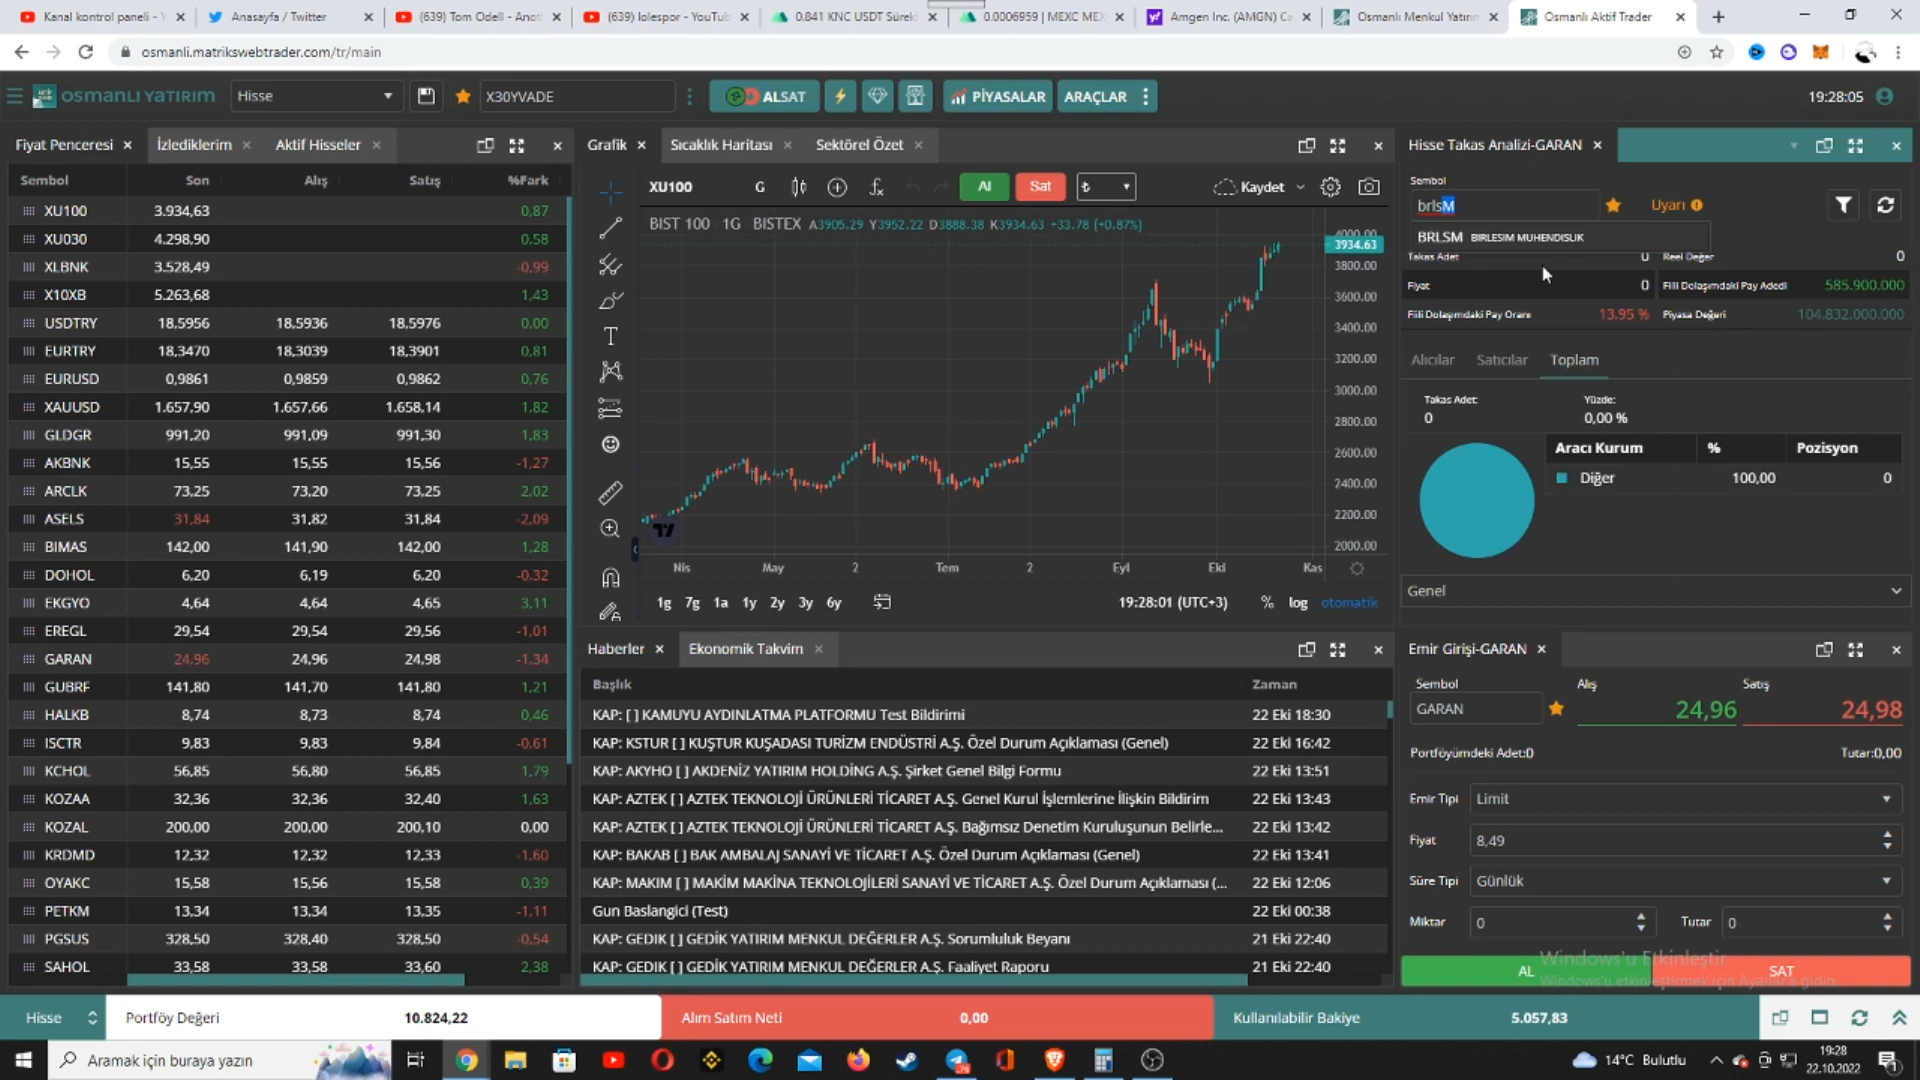 Kanal kontrol paneli - Y
Anasayfa / Twitter
(639) Tom Odell - Anot
(639) lolespor - YouTub
0.841 KNC USDT Sürekl
0.0006959 | MEXC ME
Amgen Inc. (AMGN) Ca
Osmanlı Menkul Yatırım
Osmanlı Aktif Trader
osmanli.matrikswebtrader.com/tr/main
OSMANLI YATIRIM
Hisse
X30YVADE
ALSAT
PİYASALAR
ARAÇLAR
19:28:05
Fiyat Penceresi
İzlediklerim
Aktif Hisseler
Sembol Son Alış Satış %Fark
XU100 3.934,63 0,87
XU030 4.298,90 0,58
XLBNK 3.528,49 -0,99
X10XB 5.263,68 1,43
USDTRY 18,5956 18,5936 18,5976 0,00
EURTRY 18,3470 18,3039 18,3901 0,81
EURUSD 0,9861 0,9859 0,9862 0,76
XAUUSD 1.657,90 1.657,66 1.658,14 1,82
GLDGR 991,20 991,09 991,30 1,83
AKBNK 15,55 15,55 15,56 -1,27
ARCLK 73,25 73,20 73,25 2,02
ASELS 31,84 31,82 31,84 -2,09
BIMAS 142,00 141,90 142,00 1,28
DOHOL 6,20 6,19 6,20 -0,32
EKGYO 4,64 4,64 4,65 3,11
EREGL 29,54 29,54 29,56 -1,01
GARAN 24,96 24,96 24,98 -1,34
GUBRF 141,80 141,70 141,80 1,21
HALKB 8,74 8,73 8,74 0,46
ISCTR 9,83 9,83 9,84 -0,61
KCHOL 56,85 56,80 56,85 1,79
KOZAA 32,36 32,36 32,40 1,63
KOZAL 200,00 200,00 200,10 0,00
KRDMD 12,32 12,32 12,33 -1,60
OYAKC 15,58 15,56 15,58 0,39
PETKM 13,34 13,34 13,35 -1,11
PGSUS 328,50 328,40 328,50 -0,54
SAHOL 33,58 33,58 33,60 2,38
Grafik
Sıcaklık Haritası
Sektörel Özet
XU100 G Al Sat ₺ Kaydet
BIST 100 1G BISTEX A3905.29 Y3952.22 D3888.38 K3934.63 +33.78 (+0.87%)
4000.00
3934.63
3800.00
3600.00
3400.00
3200.00
3000.00
2800.00
2600.00
2400.00
2200.00
2000.00
Nis May 2 Tem 2 Eyl Eki Kas
1g 7g 1a 1y 2y 3y 6y 19:28:01 (UTC+3) % log otomatik
Haberler
Ekonomik Takvim
Başlık Zaman
KAP: [ ] KAMUYU AYDINLATMA PLATFORMU Test Bildirimi 22 Eki 18:30
KAP: KSTUR [ ] KUŞTUR KUŞADASI TURİZM ENDÜSTRİ A.Ş. Özel Durum Açıklaması (Genel) 22 Eki 16:42
KAP: AKYHO [ ] AKDENİZ YATIRIM HOLDİNG A.Ş. Şirket Genel Bilgi Formu 22 Eki 13:51
KAP: AZTEK [ ] AZTEK TEKNOLOJİ ÜRÜNLERİ TİCARET A.Ş. Genel Kurul İşlemlerine İlişkin Bildirim 22 Eki 13:43
KAP: AZTEK [ ] AZTEK TEKNOLOJİ ÜRÜNLERİ TİCARET A.Ş. Bağımsız Denetim Kuruluşunun Belirle... 22 Eki 13:42
KAP: BAKAB [ ] BAK AMBALAJ SANAYİ VE TİCARET A.Ş. Özel Durum Açıklaması (Genel) 22 Eki 13:41
KAP: MAKIM [ ] MAKİM MAKİNA TEKNOLOJİLERİ SANAYİ VE TİCARET A.Ş. Özel Durum Açıklaması (... 22 Eki 12:06
Gun Baslangici (Test) 22 Eki 00:38
KAP: GEDIK [ ] GEDİK YATIRIM MENKUL DEĞERLER A.Ş. Sorumluluk Beyanı 21 Eki 22:40
KAP: GEDIK [ ] GEDİK YATIRIM MENKUL DEĞERLER A.Ş. Faaliyet Raporu 21 Eki 22:40
Hisse Takas Analizi-GARAN
Sembol
brlsM
Uyarı
BRLSM BIRLESIM MUHENDISLIK
Takas Adet 0 Reel Değer 0
Fiyat 0 Fiili Dolaşımdaki Pay Adedi 585.900.000
Fiili Dolaşımdaki Pay Oranı 13.95 % Piyasa Değeri 104.832.000.000
Alıcılar Satıcılar Toplam
Takas Adet: Yüzde:
0 0,00 %
Aracı Kurum % Pozisyon
Diğer 100,00 0
Genel
Emir Girişi-GARAN
Sembol Alış Satış
GARAN 24,96 24,98
Portföyümdeki Adet:0 Tutar:0,00
Emir Tipi Limit
Fiyat 8,49
Süre Tipi Günlük
Miktar 0 Tutar 0
Windows'u Etkinleştir
AL SAT
Windows'u etkinleştirmek için Ayarlar'a gidin.
Hisse
Portföy Değeri 10.824,22
Alım Satım Neti 0,00
Kullanılabilir Bakiye 5.057,83
Aramak için buraya yazın
14°C Bulutlu
19:28
22.10.2022